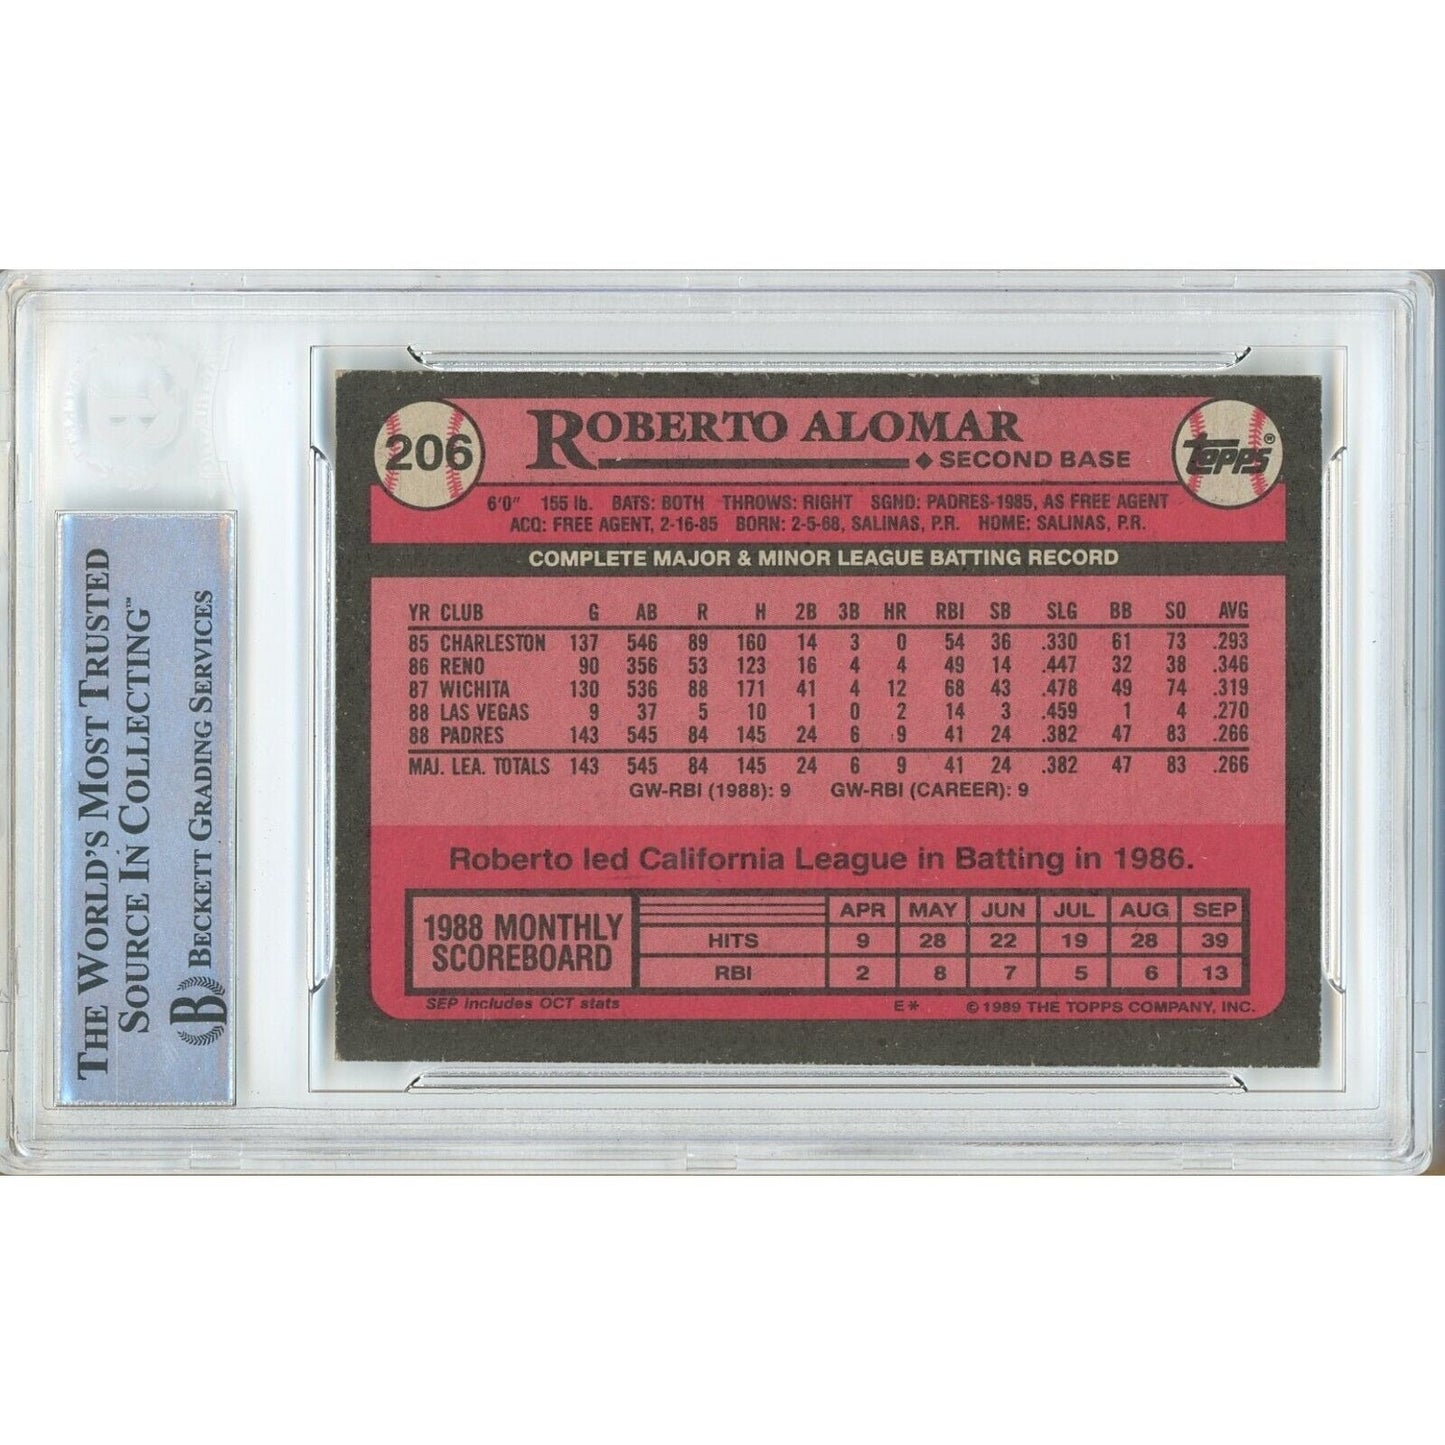 THE WORLD'S MOST TRUSTED
SOURCE IN COLLECTING™
B BECKETT GRADING SERVICES
206
ROBERTO ALOMAR
◆ SECOND BASE
Topps®
6'0" 155 lb. BATS: BOTH THROWS: RIGHT SGND: PADRES-1985, AS FREE AGENT
ACQ: FREE AGENT, 2-16-85 BORN: 2-5-68, SALINAS, P.R. HOME: SALINAS, P.R.
COMPLETE MAJOR & MINOR LEAGUE BATTING RECORD
YR CLUB G AB R H 2B 3B HR RBI SB SLG BB SO AVG
85 CHARLESTON 137 546 89 160 14 3 0 54 36 .330 61 73 .293
86 RENO 90 356 53 123 16 4 4 49 14 .447 32 38 .346
87 WICHITA 130 536 88 171 41 4 12 68 43 .478 49 74 .319
88 LAS VEGAS 9 37 5 10 1 0 2 14 3 .459 1 4 .270
88 PADRES 143 545 84 145 24 6 9 41 24 .382 47 83 .266
MAJ. LEA. TOTALS 143 545 84 145 24 6 9 41 24 .382 47 83 .266
GW-RBI (1988): 9 GW-RBI (CAREER): 9
Roberto led California League in Batting in 1986.
1988 MONTHLY
SCOREBOARD
APR MAY JUN JUL AUG SEP
HITS 9 28 22 19 28 39
RBI 2 8 7 5 6 13
SEP includes OCT stats E* © 1989 THE TOPPS COMPANY, INC.